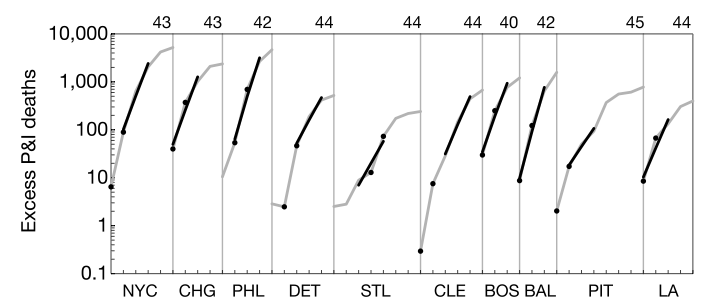 43 43 42 44 44 44 40 42 45 44
10,000
1,000
100
10
1
0.1
Excess P&I deaths
NYC CHG PHL DET STL CLE BOS BAL PIT LA